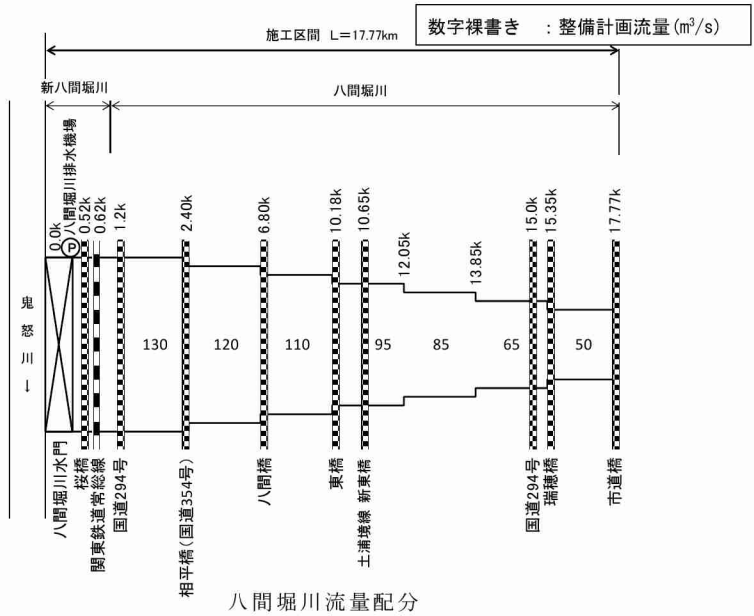 数字裸書き ：整備計画流量(m³/s)
施工区間 L＝17.77km
新八間堀川
八間堀川
0.0k
八間堀川排水機場
P
0.52k
0.62k
1.2k
2.40k
6.80k
10.18k
10.65k
12.05k
13.85k
15.0k
15.35k
17.77k
鬼怒川→
130
120
110
95
85
65
50
八間堀川水門
桜橋
関東鉄道常総線
国道294号
相平橋(国道354号)
八間橋
東橋
土浦境線 新東橋
国道294号
瑞穂橋
市道橋
八間堀川流量配分